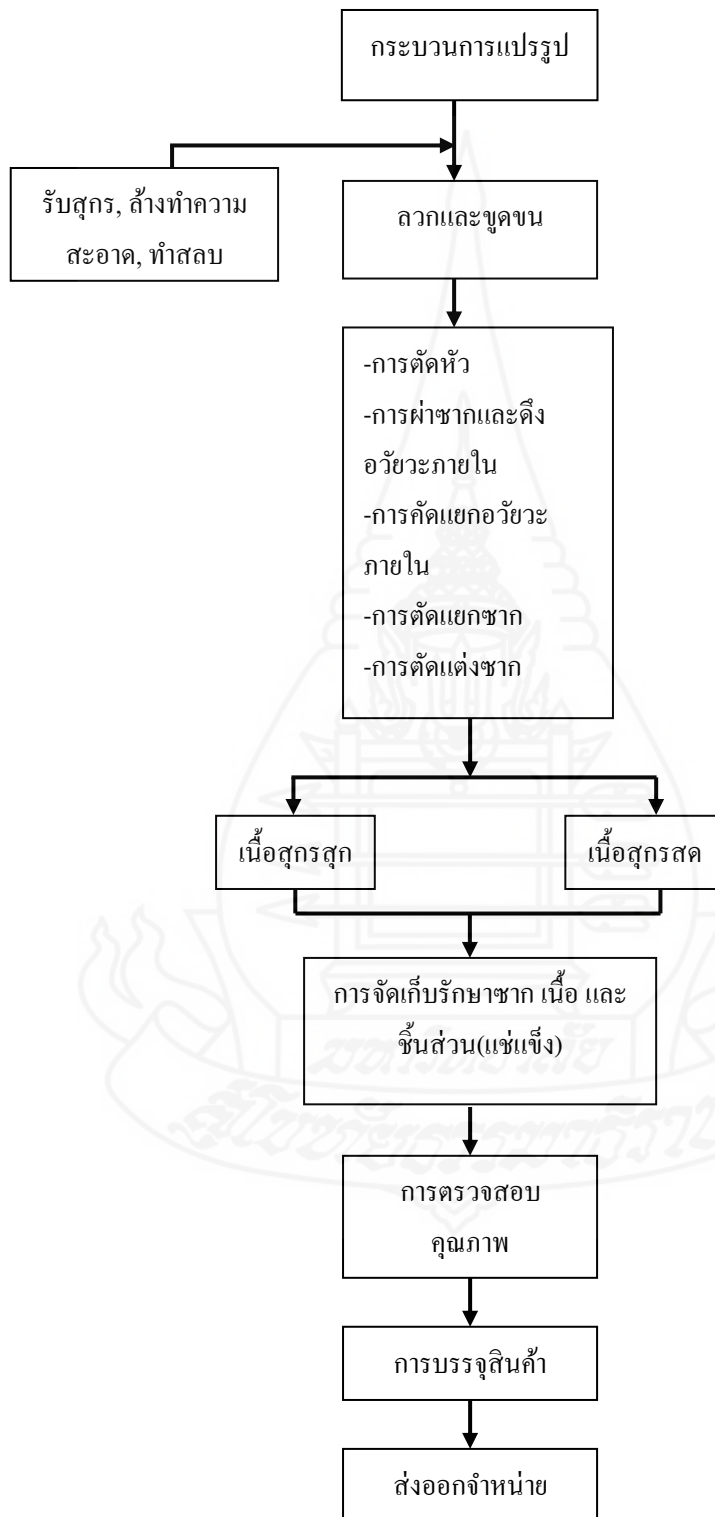 กระบวนการแปรรูป
รับสุกร, ล้างทำความ
สะอาด, ทำสลบ
ลวกและขูดขน
-การตัดหัว
-การผ่าซากและดึง
อวัยวะภายใน
-การคัดแยกอวัยวะ
ภายใน
-การตัดแยกซาก
-การตัดแต่งซาก
เนื้อสุกรสุก
เนื้อสุกรสด
การจัดเก็บรักษาซาก เนื้อ และ
ชิ้นส่วน(แช่แข็ง)
การตรวจสอบ
คุณภาพ
การบรรจุสินค้า
ส่งออกจำหน่าย